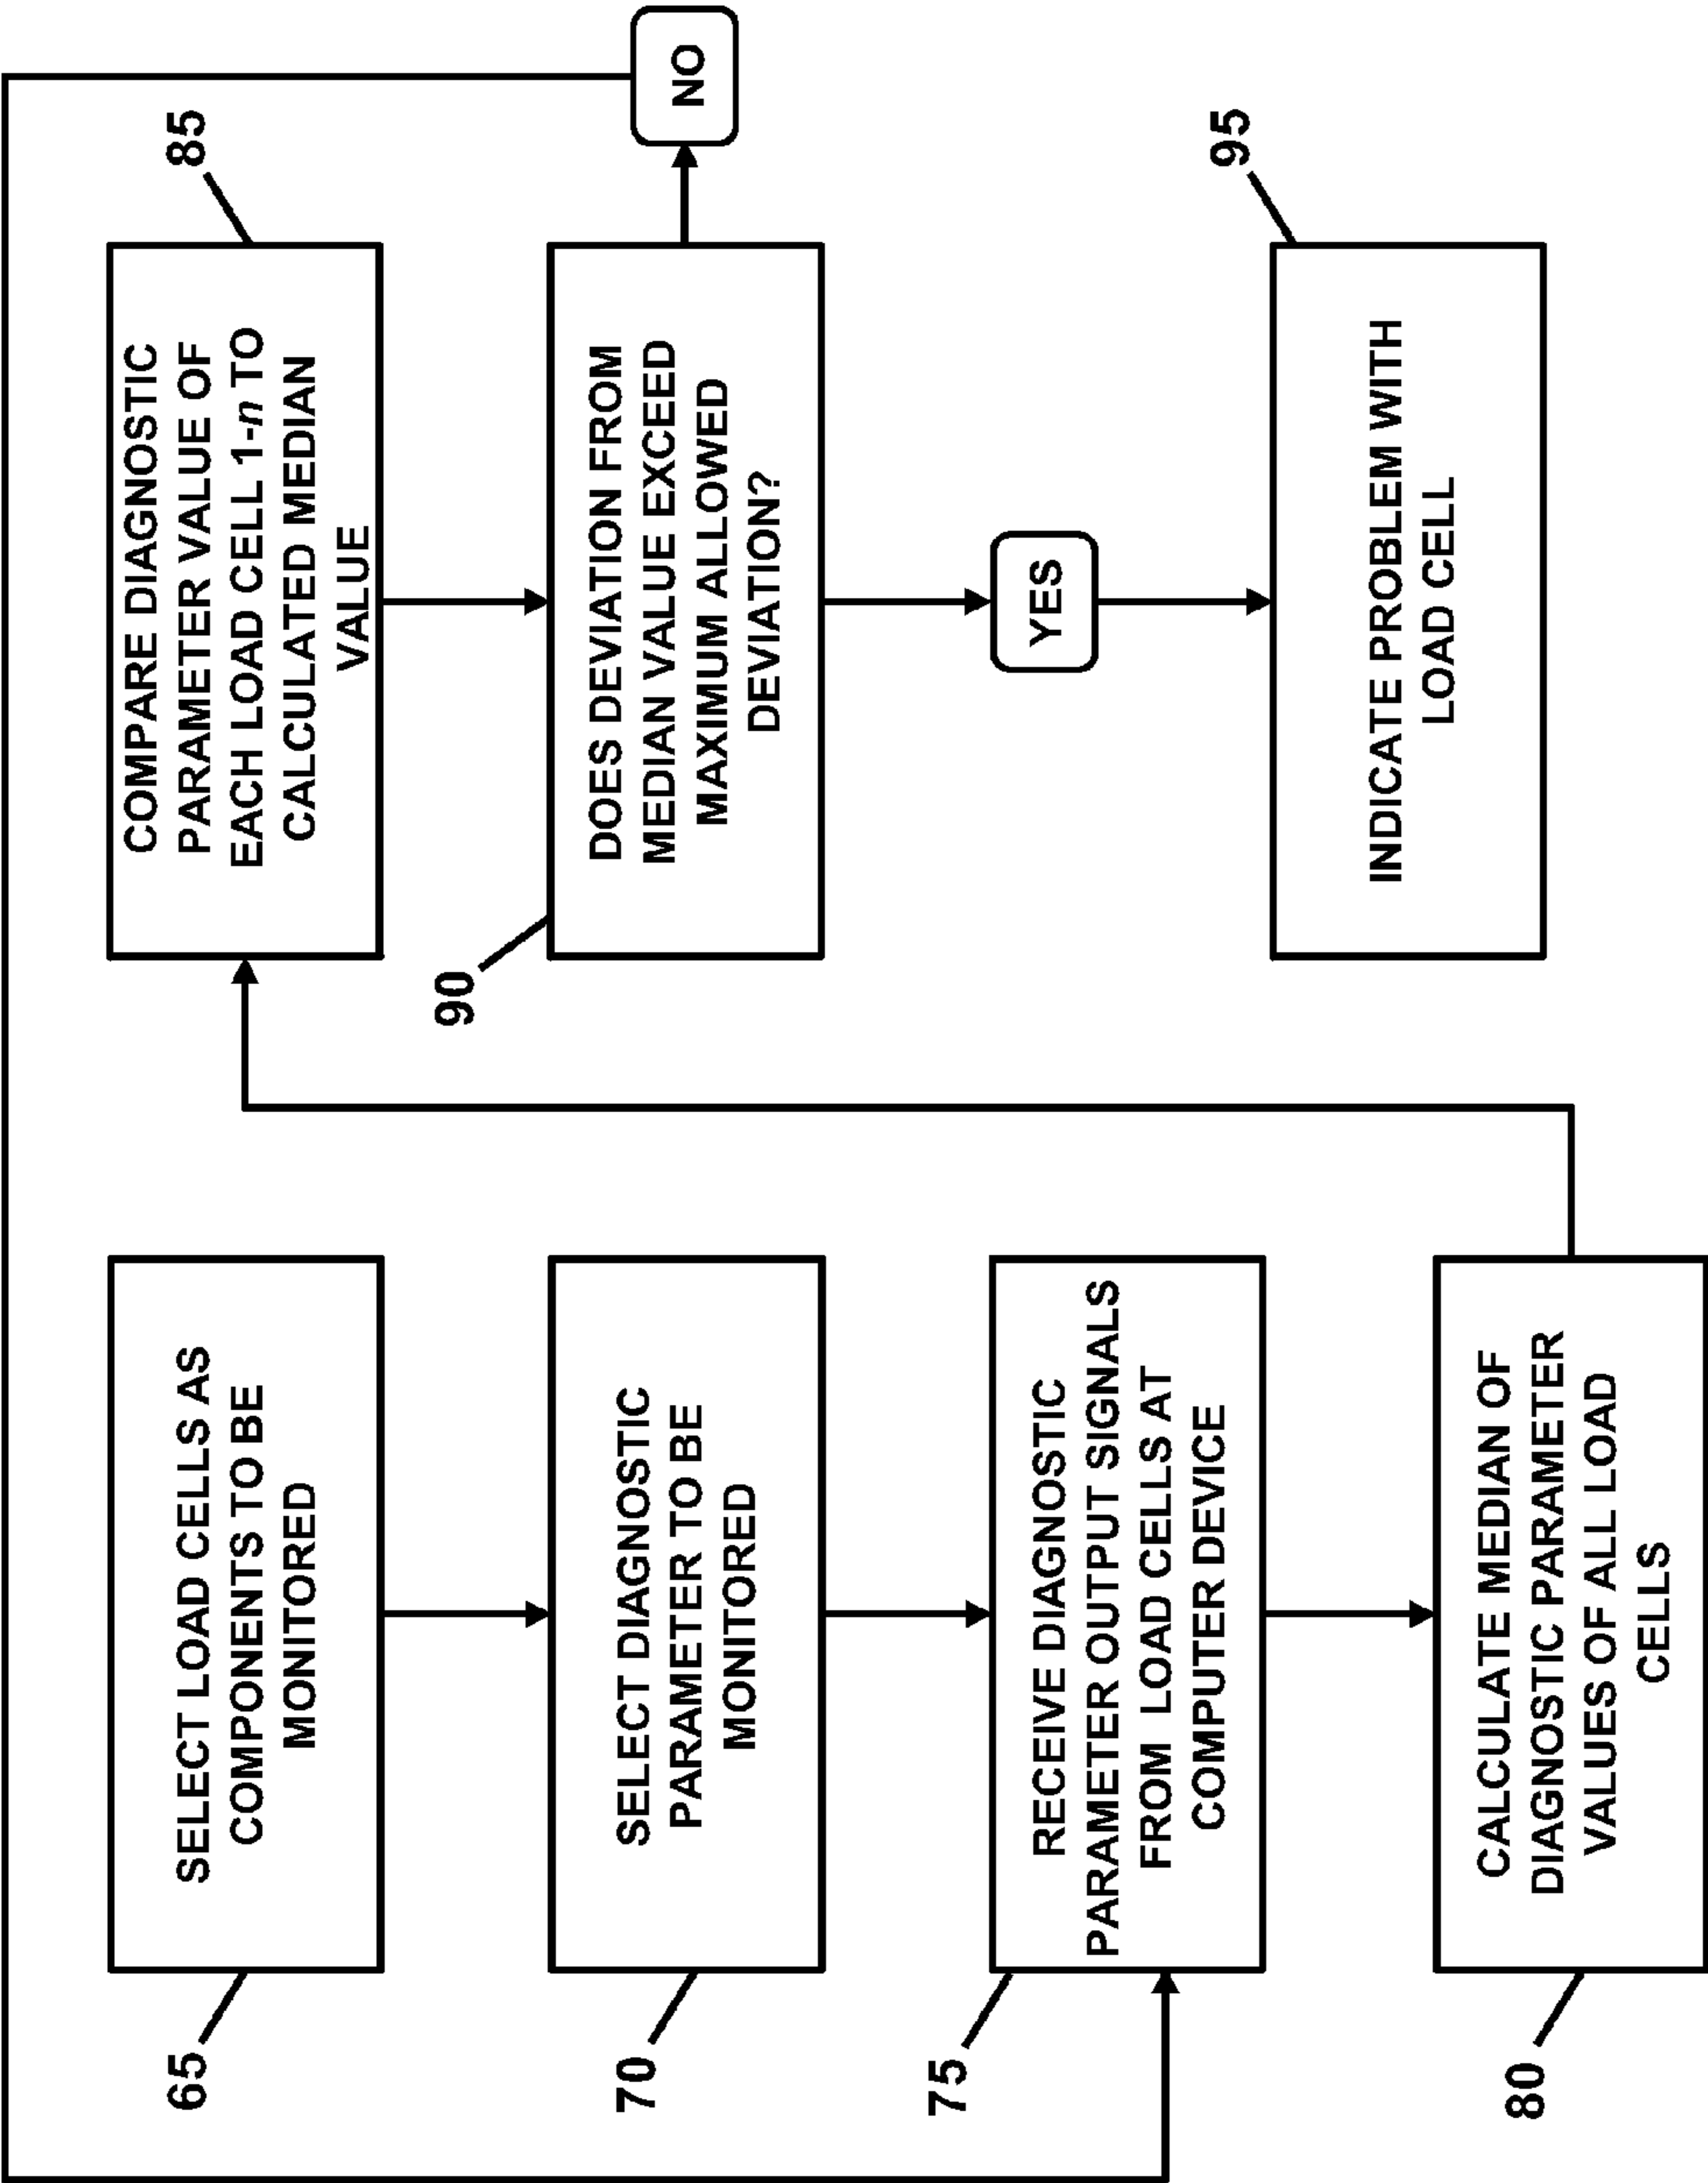 65
SELECT LOAD CELLS AS
COMPONENTS TO BE
MONITORED
70
SELECT DIAGNOSTIC
PARAMETER TO BE
MONITORED
75
RECEIVE DIAGNOSTIC
PARAMETER OUTPUT SIGNALS
FROM LOAD CELLS AT
COMPUTER DEVICE
80
CALCULATE MEDIAN OF
DIAGNOSTIC PARAMETER
VALUES OF ALL LOAD
CELLS
85
COMPARE DIAGNOSTIC
PARAMETER VALUE OF
EACH LOAD CELL 1-n TO
CALCULATED MEDIAN
VALUE
90
DOES DEVIATION FROM
MEDIAN VALUE EXCEED
MAXIMUM ALLOWED
DEVIATION?
NO
YES
95
INDICATE PROBLEM WITH
LOAD CELL